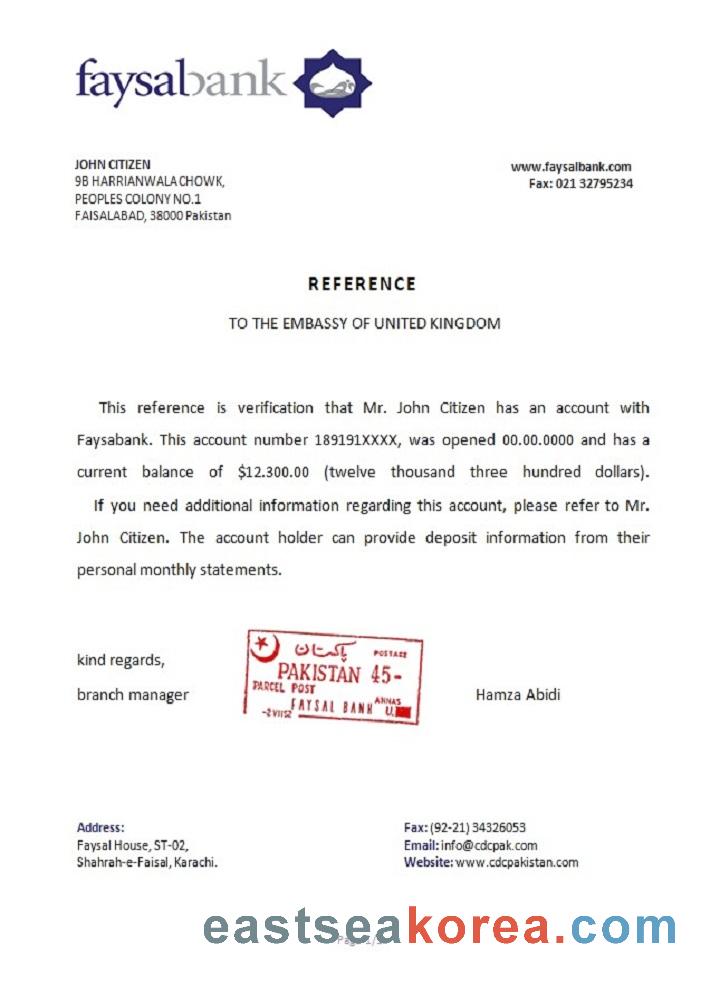 faysalbank
JOHN CITIZEN
9B HARRIANWALA CHOWK,
PEOPLES COLONY NO.1
FAISALABAD, 38000 Pakistan
www.faysalbank.com
Fax: 021 32795234
REFERENCE
TO THE EMBASSY OF UNITED KINGDOM
This reference is verification that Mr. John Citizen has an account with
Faysabank. This account number 189191XXXX, was opened 00.00.0000 and has a
current balance of $12.300.00 (twelve thousand three hundred dollars).
If you need additional information regarding this account, please refer to Mr.
John Citizen. The account holder can provide deposit information from their
personal monthly statements.
kind regards,
branch manager
پاکستان POSTAGE
PAKISTAN 45-
PARCEL POST
ANNAS
FAYSAL BANK
Hamza Abidi
Address:
Faysal House, ST-02,
Shahrah-e-Faisal, Karachi.
Fax: (92-21) 34326053
Email: info@cdcpak.com
Website: www.cdcpakistan.com
eastseakorea.com